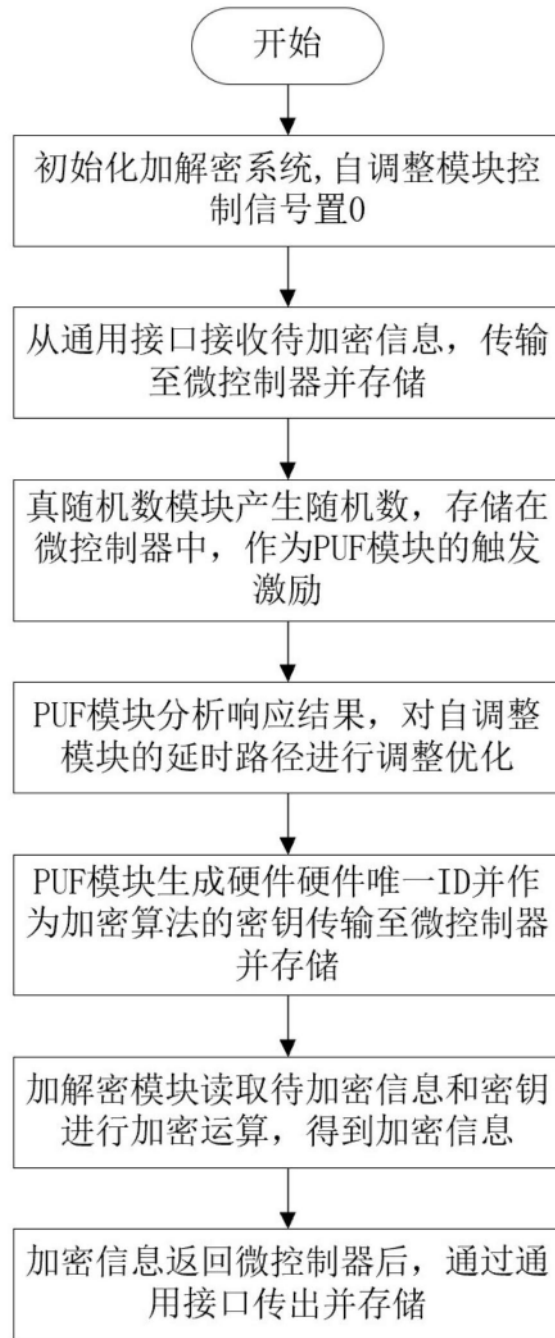 开始
初始化加解密系统,自调整模块控
制信号置0
从通用接口接收待加密信息，传输
至微控制器并存储
真随机数模块产生随机数，存储在
微控制器中，作为PUF模块的触发
激励
PUF模块分析响应结果，对自调整
模块的延时路径进行调整优化
PUF模块生成硬件硬件唯一ID并作
为加密算法的密钥传输至微控制器
并存储
加解密模块读取待加密信息和密钥
进行加密运算，得到加密信息
加密信息返回微控制器后，通过通
用接口传出并存储